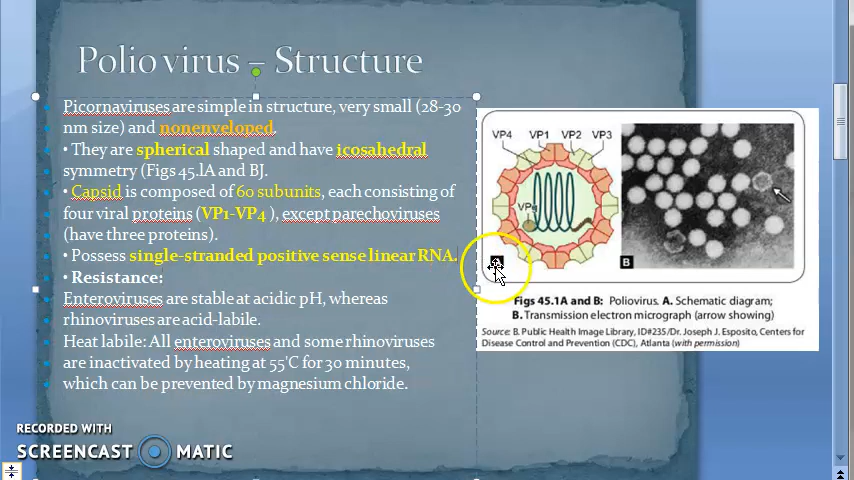 Polio virus – Structure
Picornaviruses are simple in structure, very small (28-30
nm size) and nonenveloped.
• They are spherical shaped and have icosahedral
symmetry (Figs 45.lA and BJ.
• Capsid is composed of 60 subunits, each consisting of
four viral proteins (VP1-VP4 ), except parechoviruses
(have three proteins).
• Possess single-stranded positive sense linear RNA.
• Resistance:
Enteroviruses are stable at acidic pH, whereas
rhinoviruses are acid-labile.
Heat labile: All enteroviruses and some rhinoviruses
are inactivated by heating at 55'C for 30 minutes,
which can be prevented by magnesium chloride.
VP4 VP1 VP2 VP3
A B
Figs 45.1A and B: Poliovirus. A. Schematic diagram;
B. Transmission electron micrograph (arrow showing)
Source: B. Public Health Image Library, ID#235/Dr. Joseph J. Esposito, Centers for
Disease Control and Prevention (CDC), Atlanta (with permission)
RECORDED WITH
SCREENCAST MATIC